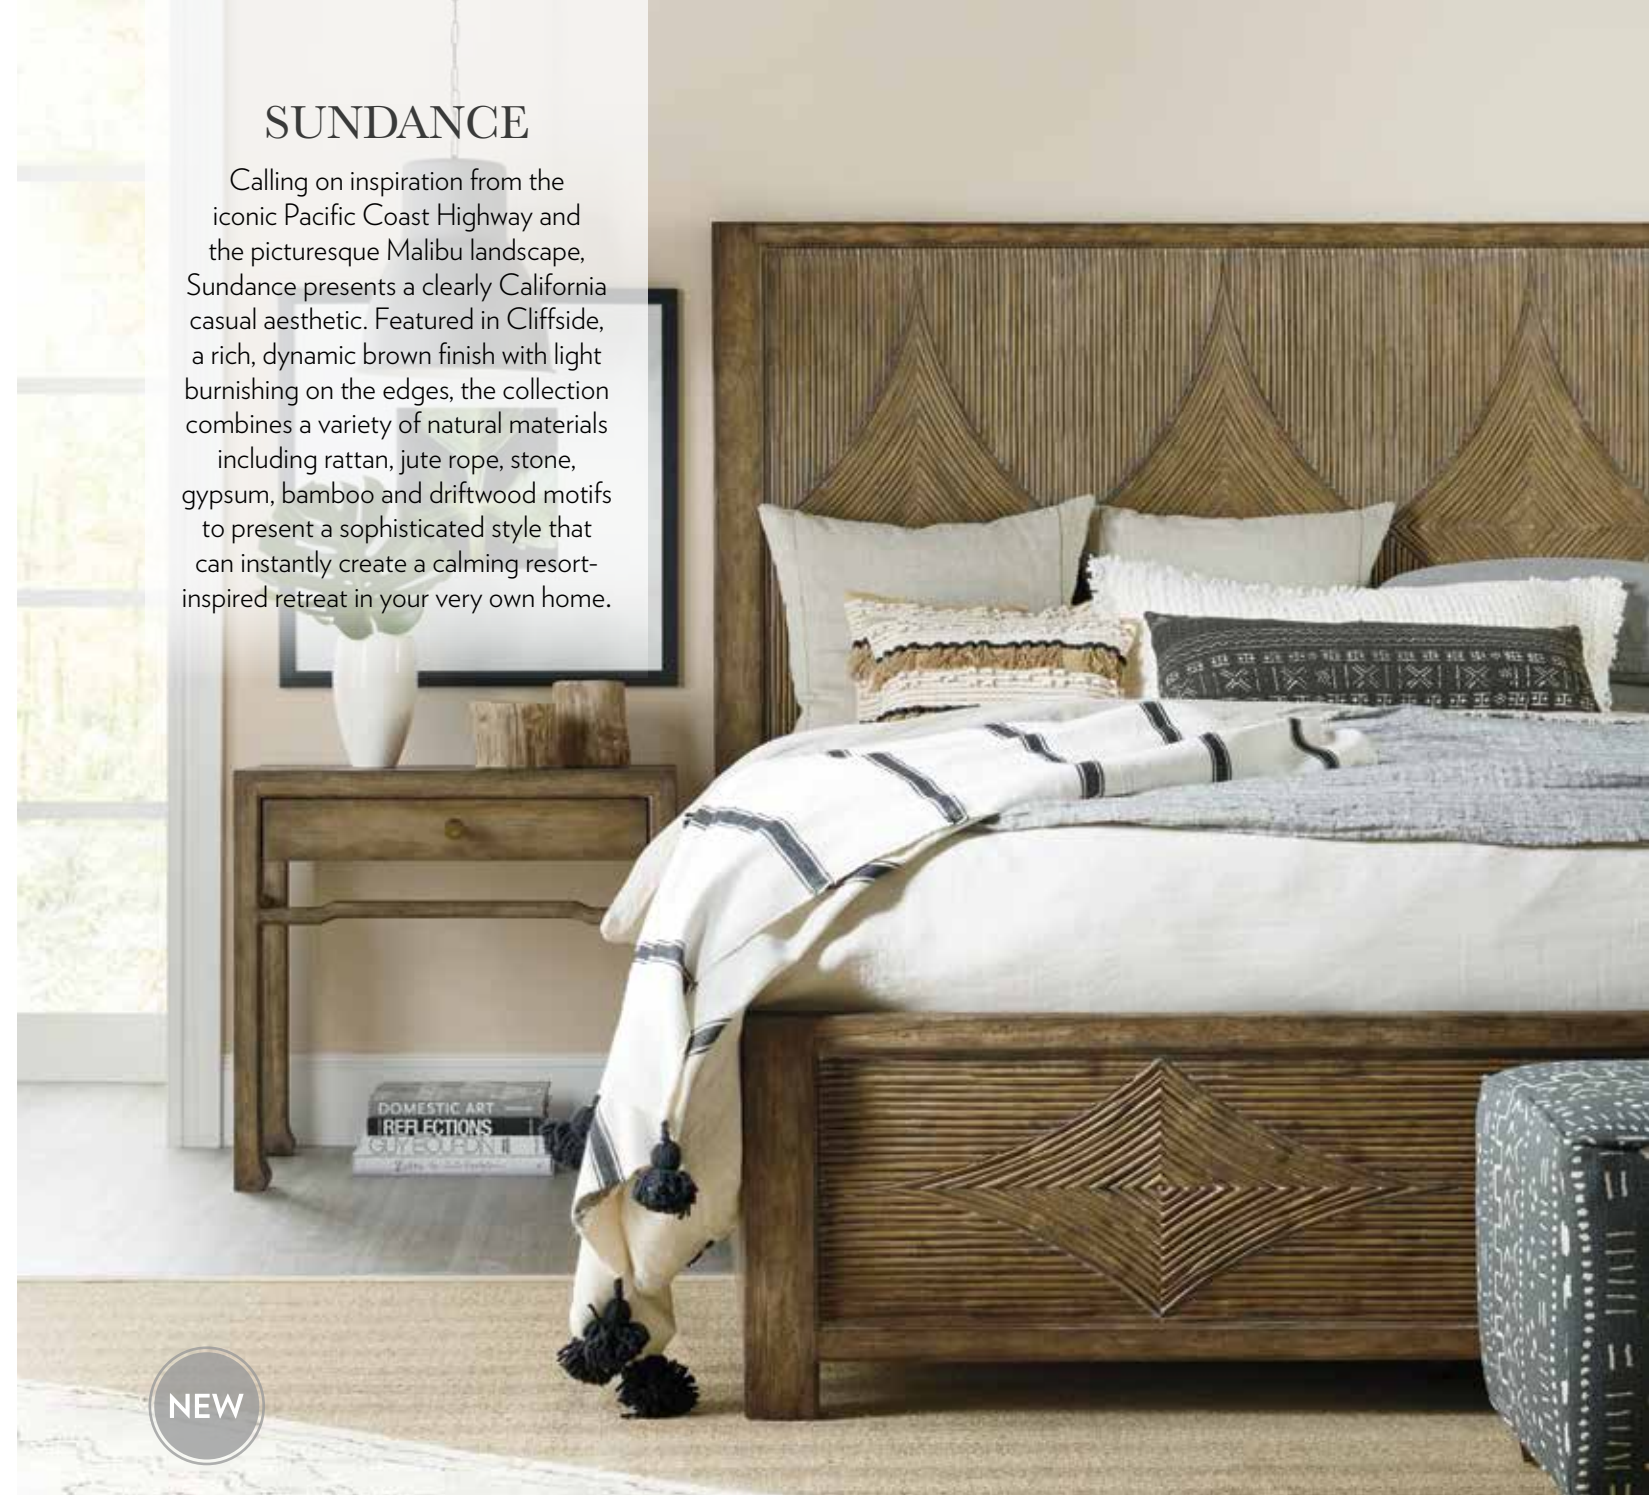 SUNDANCE
Calling on inspiration from the
iconic Pacific Coast Highway and
the picturesque Malibu landscape,
Sundance presents a clearly California
casual aesthetic. Featured in Cliffside,
a rich, dynamic brown finish with light
burnishing on the edges, the collection
combines a variety of natural materials
including rattan, jute rope, stone,
gypsum, bamboo and driftwood motifs
to present a sophisticated style that
can instantly create a calming resort-
inspired retreat in your very own home.
DOMESTIC ART
REFLECTIONS
GUY BOURDIN
NEW